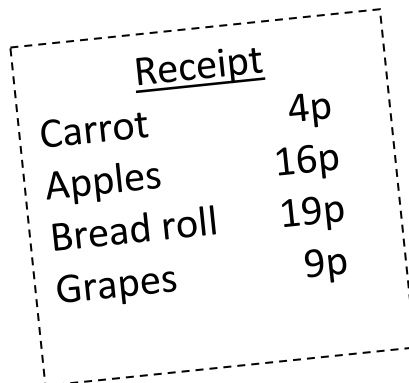 Receipt
Carrot 4p
Apples 16p
Bread roll 19p
Grapes 9p